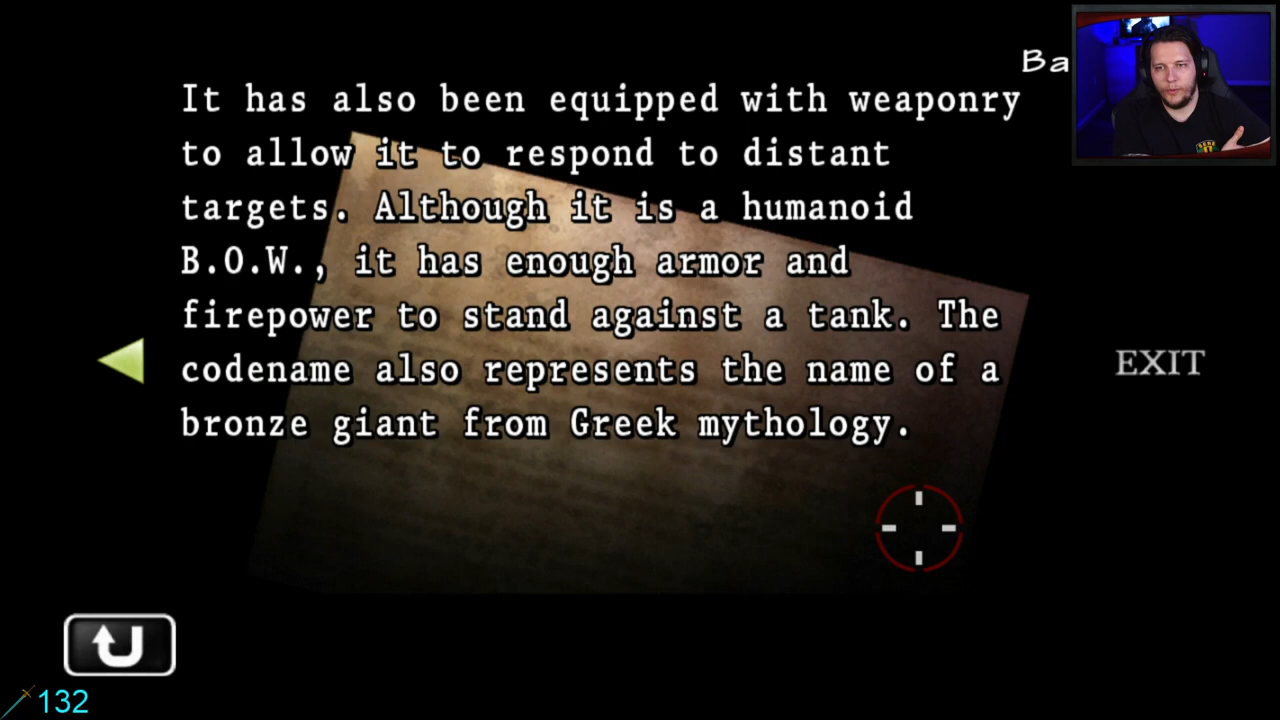 Ba
It has also been equipped with weaponry
to allow it to respond to distant
targets. Although it is a humanoid
B.O.W., it has enough armor and
firepower to stand against a tank. The
codename also represents the name of a
bronze giant from Greek mythology.
EXIT
132